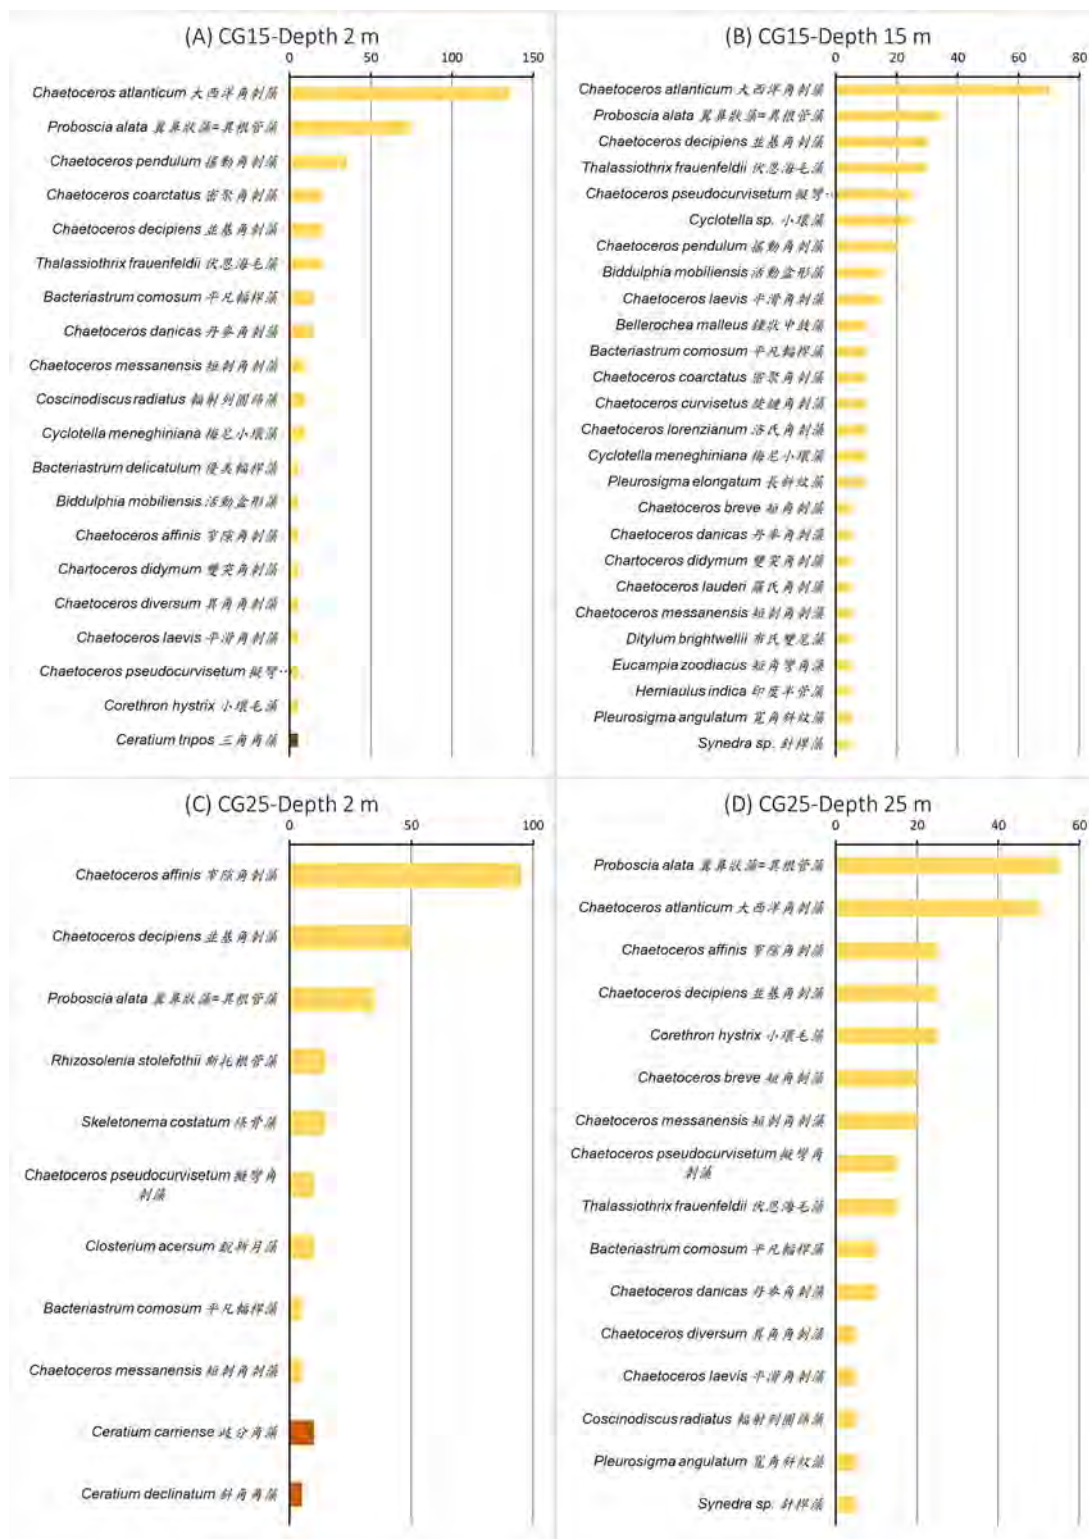 (A) CG15-Depth 2 m
0 50 100 150
Chaetoceros atlanticum 大西洋角刺藻
Proboscia alata 翼鼻狀藻=異根管藻
Chaetoceros pendulum 搖動角刺藻
Chaetoceros coarctatus 密聚角刺藻
Chaetoceros decipiens 並基角刺藻
Thalassiothrix frauenfeldii 伏恩海毛藻
Bacteriastrum comosum 平凡輻桿藻
Chaetoceros danicas 丹麥角刺藻
Chaetoceros messanensis 短刺角刺藻
Coscinodiscus radiatus 輻射列圓篩藻
Cyclotella meneghiniana 梅尼小環藻
Bacteriastrum delicatulum 優美輻桿藻
Biddulphia mobiliensis 活動盒形藻
Chaetoceros affinis 窄隙角刺藻
Chartoceros didymum 雙突角刺藻
Chaetoceros diversum 異角角刺藻
Chaetoceros laevis 平滑角刺藻
Chaetoceros pseudocurvisetum 擬彎…
Corethron hystrix 小環毛藻
Ceratium tripos 三角角藻
(B) CG15-Depth 15 m
0 20 40 60 80
Chaetoceros atlanticum 大西洋角刺藻
Proboscia alata 翼鼻狀藻=異根管藻
Chaetoceros decipiens 並基角刺藻
Thalassiothrix frauenfeldii 伏恩海毛藻
Chaetoceros pseudocurvisetum 擬彎…
Cyclotella sp. 小環藻
Chaetoceros pendulum 搖動角刺藻
Biddulphia mobiliensis 活動盒形藻
Chaetoceros laevis 平滑角刺藻
Bellerochea malleus 鍾狀中鼓藻
Bacteriastrum comosum 平凡輻桿藻
Chaetoceros coarctatus 密聚角刺藻
Chaetoceros curvisetus 旋鏈角刺藻
Chaetoceros lorenzianum 洛氏角刺藻
Cyclotella meneghiniana 梅尼小環藻
Pleurosigma elongatum 長斜紋藻
Chaetoceros breve 短角刺藻
Chaetoceros danicas 丹麥角刺藻
Chartoceros didymum 雙突角刺藻
Chaetoceros lauderi 羅氏角刺藻
Chaetoceros messanensis 短刺角刺藻
Ditylum brightwellii 布氏雙尾藻
Eucampia zoodiacus 短角彎角藻
Hemiaulus indica 印度半管藻
Pleurosigma angulatum 寬角斜紋藻
Synedra sp. 針桿藻
(C) CG25-Depth 2 m
0 50 100
Chaetoceros affinis 窄隙角刺藻
Chaetoceros decipiens 並基角刺藻
Proboscia alata 翼鼻狀藻=異根管藻
Rhizosolenia stolefothii 斯托根管藻
Skeletonema costatum 條骨藻
Chaetoceros pseudocurvisetum 擬彎角
刺藻
Closterium acersum 銳新月藻
Bacteriastrum comosum 平凡輻桿藻
Chaetoceros messanensis 短刺角刺藻
Ceratium carriense 歧分角藻
Ceratium declinatum 斜角角藻
(D) CG25-Depth 25 m
0 20 40 60
Proboscia alata 翼鼻狀藻=異根管藻
Chaetoceros atlanticum 大西洋角刺藻
Chaetoceros affinis 窄隙角刺藻
Chaetoceros decipiens 並基角刺藻
Corethron hystrix 小環毛藻
Chaetoceros breve 短角刺藻
Chaetoceros messanensis 短刺角刺藻
Chaetoceros pseudocurvisetum 擬彎角
刺藻
Thalassiothrix frauenfeldii 伏恩海毛藻
Bacteriastrum comosum 平凡輻桿藻
Chaetoceros danicas 丹麥角刺藻
Chaetoceros diversum 異角角刺藻
Chaetoceros laevis 平滑角刺藻
Coscinodiscus radiatus 輻射列圓篩藻
Pleurosigma angulatum 寬角斜紋藻
Synedra sp. 針桿藻